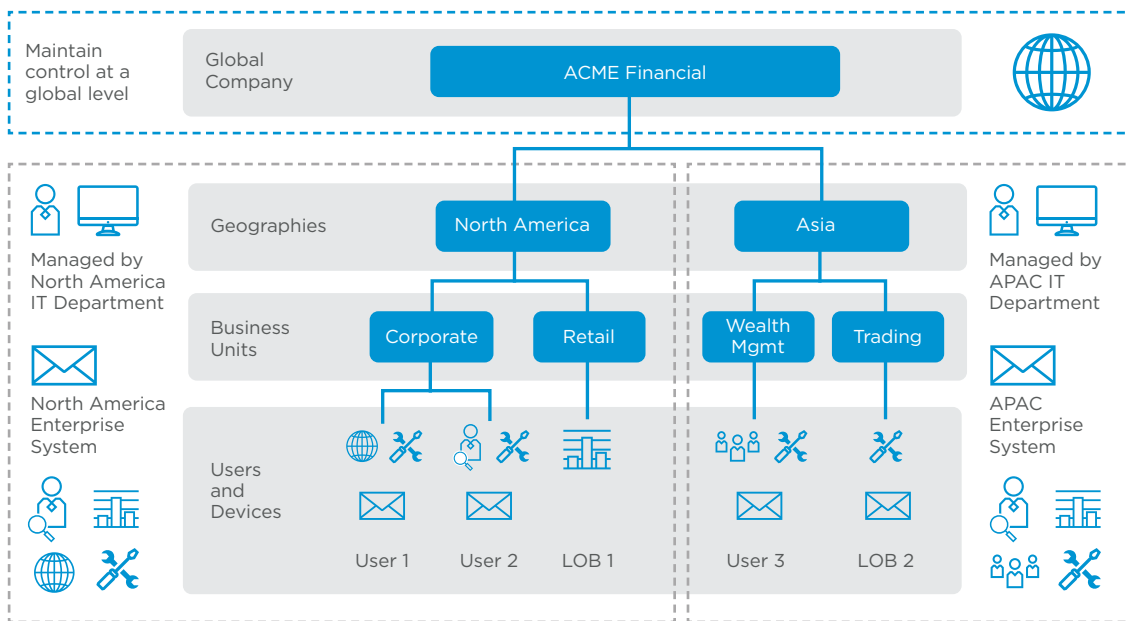 Maintain
control at a
global level
Global
Company
ACME Financial
Geographies
North America
Asia
Managed by
North America
IT Department
Managed by
APAC IT
Department
Business
Units
Corporate
Retail
Wealth
Mgmt
Trading
North America
Enterprise
System
APAC
Enterprise
System
Users
and
Devices
User 1
User 2
LOB 1
User 3
LOB 2